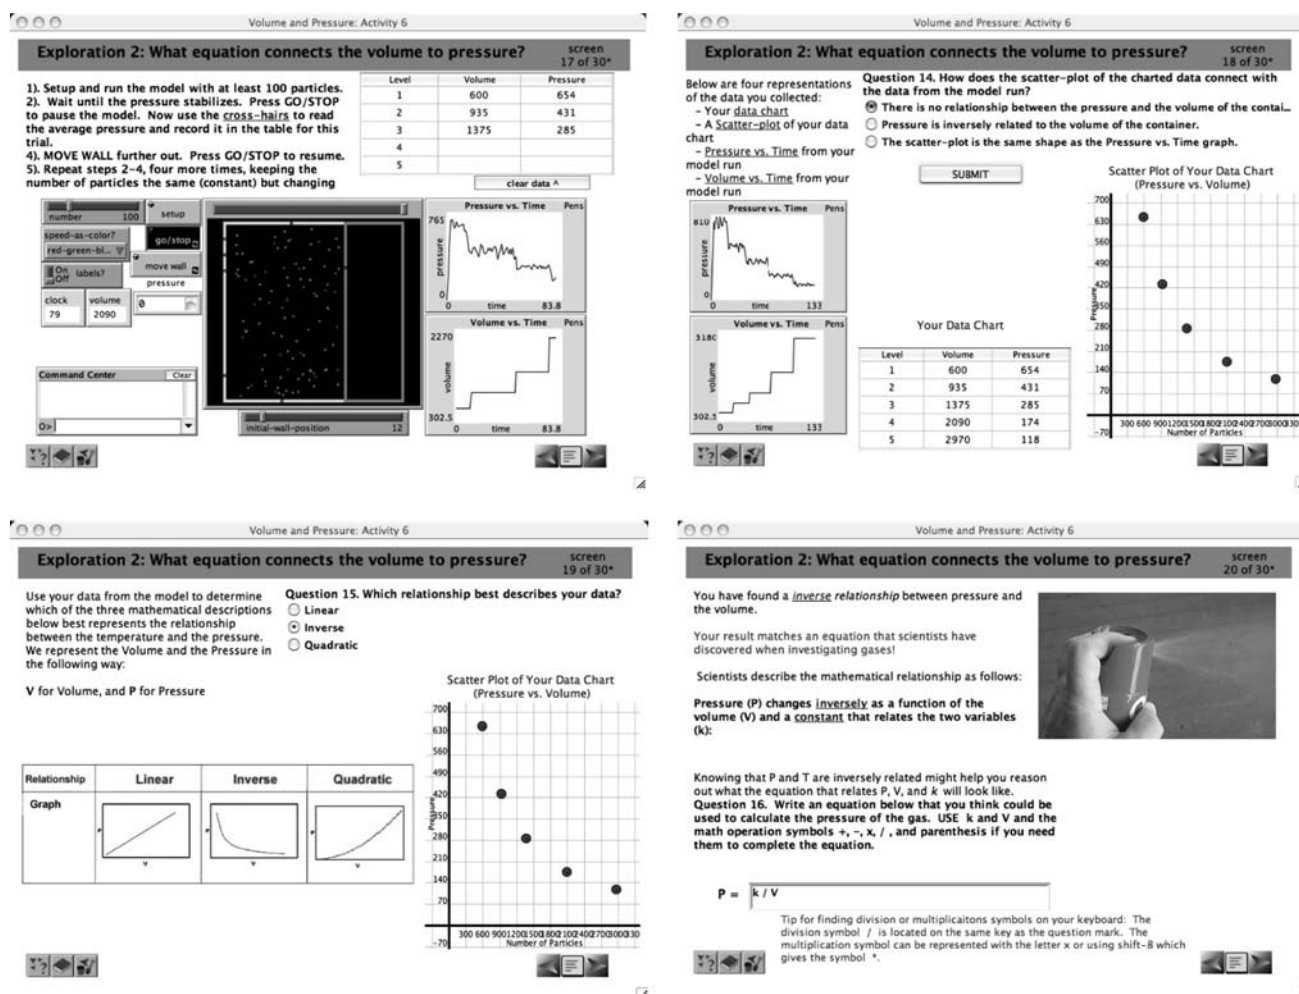 Volume and Pressure: Activity 6
Exploration 2: What equation connects the volume to pressure?
screen
17 of 30*
1). Setup and run the model with at least 100 particles.
2). Wait until the pressure stabilizes. Press GO/STOP
to pause the model. Now use the cross-hairs to read
the average pressure and record it in the table for this
trial.
4). MOVE WALL further out. Press GO/STOP to resume.
5). Repeat steps 2-4, four more times, keeping the
number of particles the same (constant) but changing
Level Volume Pressure
1 600 654
2 935 431
3 1375 285
4
5
clear data ^
number 100
setup
speed-as-color?
red-green-bl...
go/stop
On
Off
labels?
move wall
pressure
0
clock
79
volume
2090
Command Center
Clear
O>
initial-wall-position 12
Pressure vs. Time Pens
765
pressure
0
0 time 83.8
Volume vs. Time Pens
2270
volume
302.5
0 time 83.8
Volume and Pressure: Activity 6
Exploration 2: What equation connects the volume to pressure?
screen
18 of 30*
Below are four representations
of the data you collected:
- Your data chart
- A Scatter-plot of your data
chart
- Pressure vs. Time from your
model run
- Volume vs. Time from your
model run
Question 14. How does the scatter-plot of the charted data connect with
the data from the model run?
There is no relationship between the pressure and the volume of the contai...
Pressure is inversely related to the volume of the container.
The scatter-plot is the same shape as the Pressure vs. Time graph.
SUBMIT
Pressure vs. Time Pens
810
pressure
0
0 time 133
Volume vs. Time Pens
3180
volume
302.5
0 time 133
Your Data Chart
Level Volume Pressure
1 600 654
2 935 431
3 1375 285
4 2090 174
5 2970 118
Scatter Plot of Your Data Chart
(Pressure vs. Volume)
700
630
560
490
420
350
280
210
140
70
-70
Pressure
300 600 900 1200 1500 1800 2100 2400 2700 3000 330
Number of Particles
Volume and Pressure: Activity 6
Exploration 2: What equation connects the volume to pressure?
screen
19 of 30*
Use your data from the model to determine
which of the three mathematical descriptions
below best represents the relationship
between the temperature and the pressure.
We represent the Volume and the Pressure in
the following way:
V for Volume, and P for Pressure
Question 15. Which relationship best describes your data?
Linear
Inverse
Quadratic
Relationship Linear Inverse Quadratic
Graph
P
V
P
V
P
V
Scatter Plot of Your Data Chart
(Pressure vs. Volume)
700
630
560
490
420
350
280
210
140
70
-70
Pressure
300 600 900 1200 1500 1800 2100 2400 2700 3000 330
Number of Particles
Volume and Pressure: Activity 6
Exploration 2: What equation connects the volume to pressure?
screen
20 of 30*
You have found a inverse relationship between pressure and
the volume.
Your result matches an equation that scientists have
discovered when investigating gases!
Scientists describe the mathematical relationship as follows:
Pressure (P) changes inversely as a function of the
volume (V) and a constant that relates the two variables
(k):
Knowing that P and T are inversely related might help you reason
out what the equation that relates P, V, and k will look like.
Question 16. Write an equation below that you think could be
used to calculate the pressure of the gas. USE k and V and the
math operation symbols +, -, x, / , and parenthesis if you need
them to complete the equation.
P = k / V
Tip for finding division or multiplicaitons symbols on your keyboard: The
division symbol / is located on the same key as the question mark. The
multiplication symbol can be represented with the letter x or using shift-8 which
gives the symbol *.